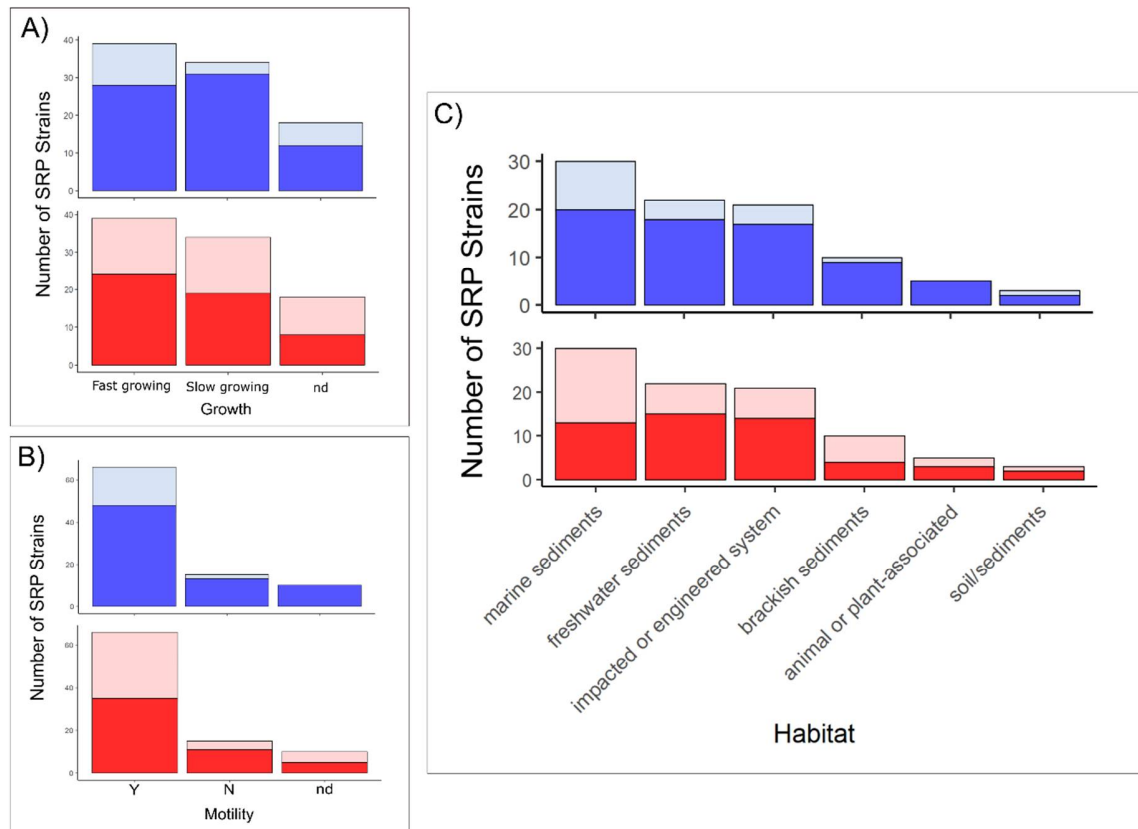 A)
Number of SRP Strains
40
30
20
10
0
40
30
20
10
0
Fast growing Slow growing nd
Growth
B)
Number of SRP Strains
60
40
20
0
60
40
20
0
Y N nd
Motility
C)
Number of SRP Strains
30
20
10
0
30
20
10
0
marine sediments
freshwater sediments
impacted or engineered system
brackish sediments
animal or plant-associated
soil/sediments
Habitat